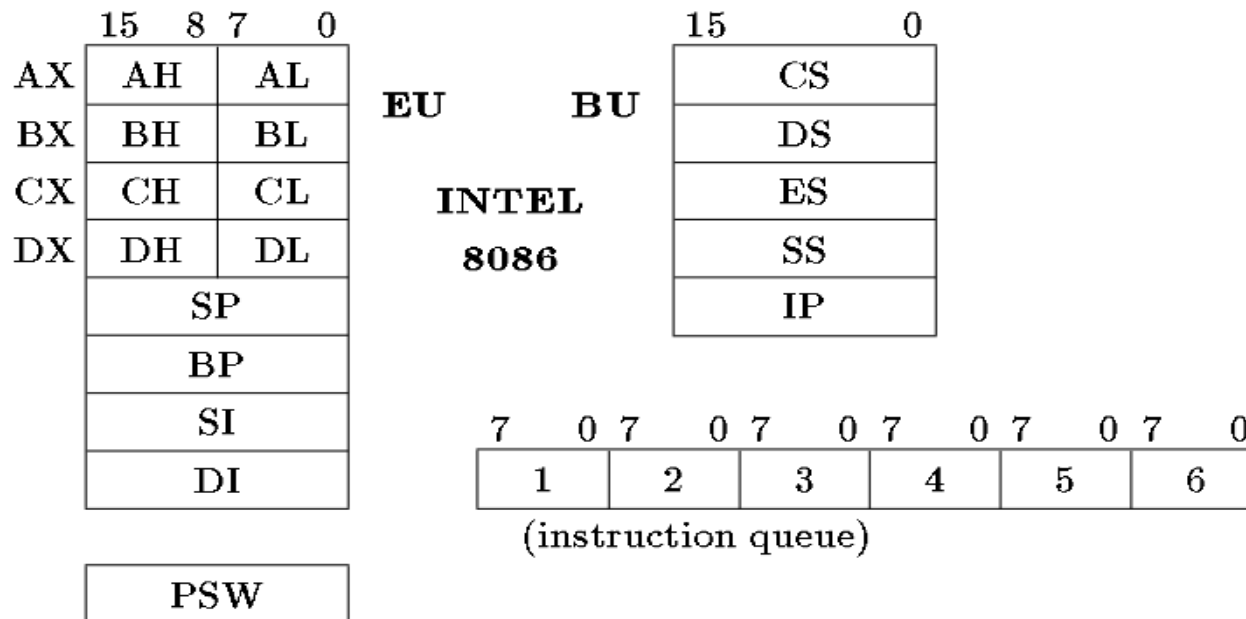 15 8 7 0 15 0
AX AH AL CS
EU BU
BX BH BL DS
CX CH CL ES
INTEL
DX DH DL SS
8086
SP IP
BP
SI
7 0 7 0 7 0 7 0 7 0 7 0
DI 1 2 3 4 5 6
(instruction queue)
PSW